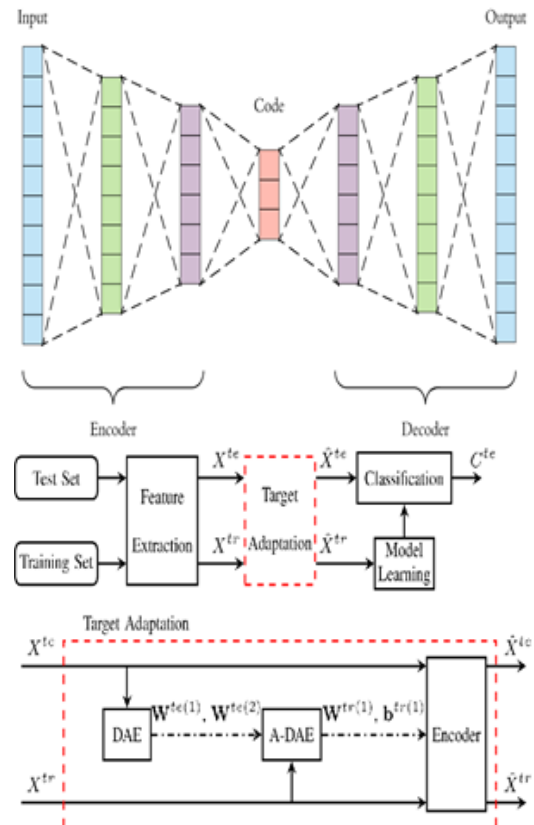 Input
Output
Code
Encoder
Decoder
Test Set
Training Set
Feature
Extraction
X^{te}
X^{tr}
Target
Adaptation
X̂^{te}
X̂^{tr}
Classification
C^{te}
Model
Learning
Target Adaptation
X^{te}
X̂^{te}
W^{te(1)}, W^{te(2)}
W^{tr(1)}, b^{tr(1)}
DAE
A-DAE
Encoder
X^{tr}
X̂^{tr}